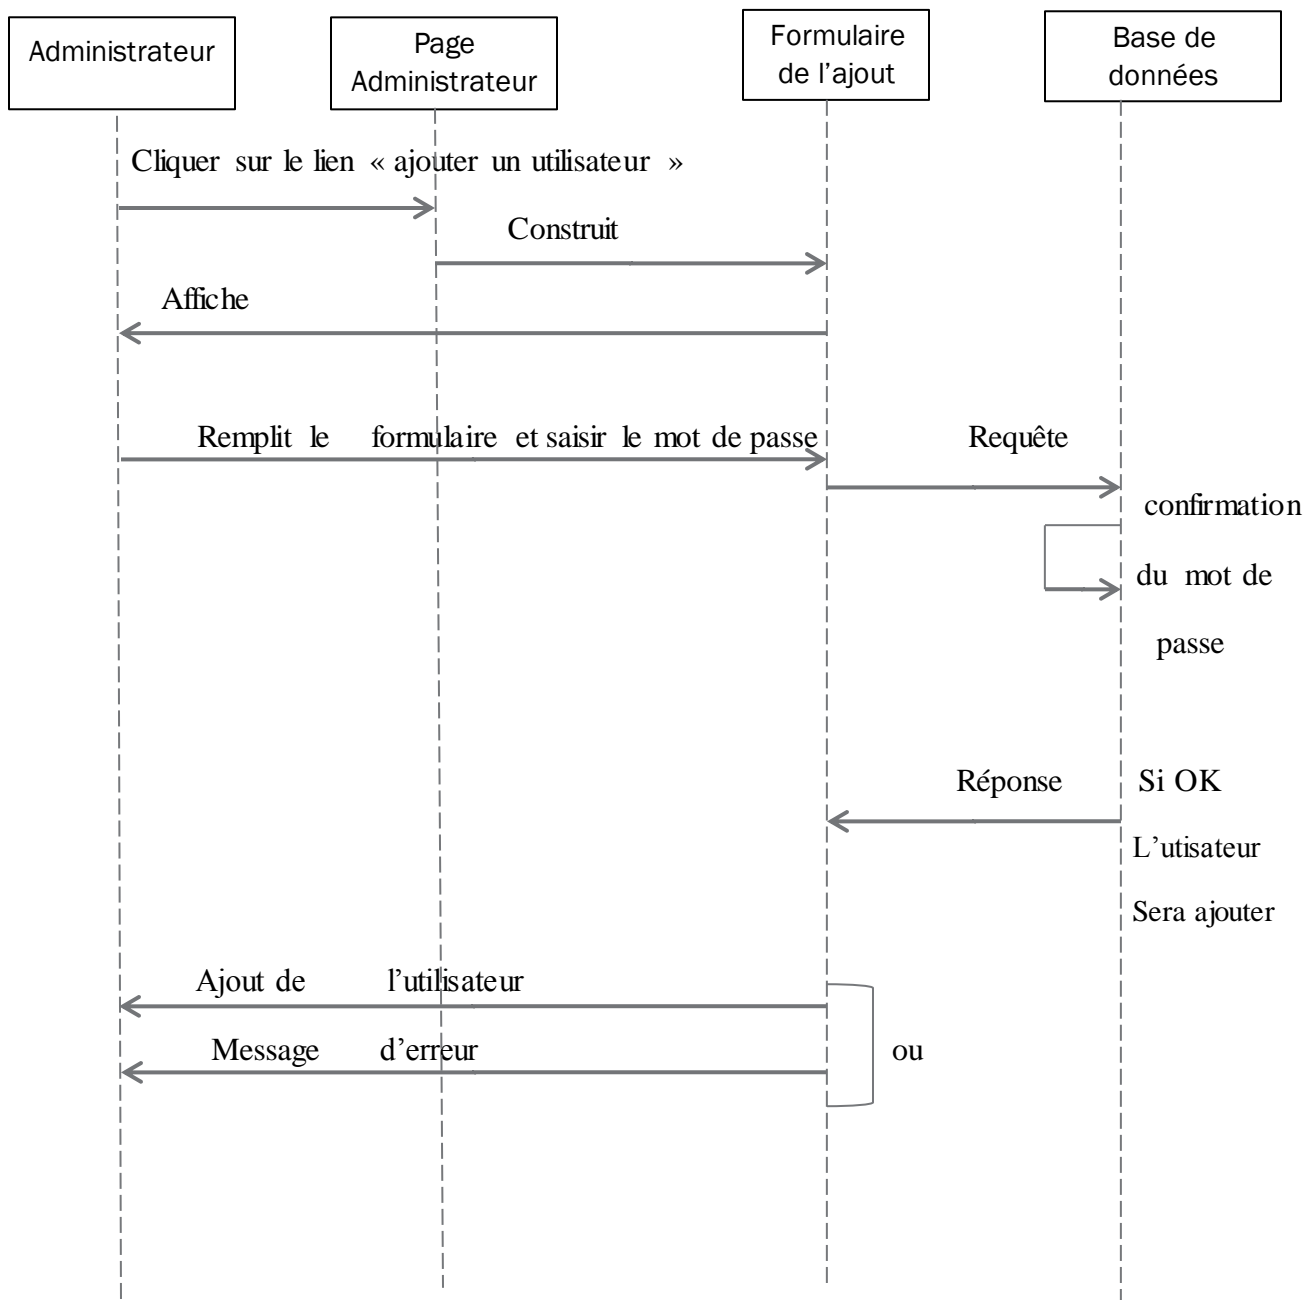 Administrateur
Page
Administrateur
Formulaire
de l'ajout
Base de
données
Cliquer sur le lien « ajouter un utilisateur »
Construit
Affiche
Remplit le formulaire et saisir le mot de passe
Requête
confirmation
du mot de
passe
Réponse
Si OK
L'utisateur
Sera ajouter
Ajout de l'utilisateur
Message d'erreur
ou